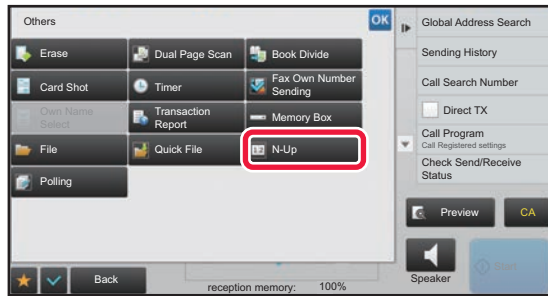 Others
OK
Erase
Dual Page Scan
Book Divide
Card Shot
Timer
Fax Own Number
Sending
Own Name
Select
Transaction
Report
Memory Box
File
Quick File
N-Up
Polling
Back
reception memory: 100%
Global Address Search
Sending History
Call Search Number
Direct TX
Call Program
Call Registered settings
Check Send/Receive
Status
Preview
CA
Speaker
Start